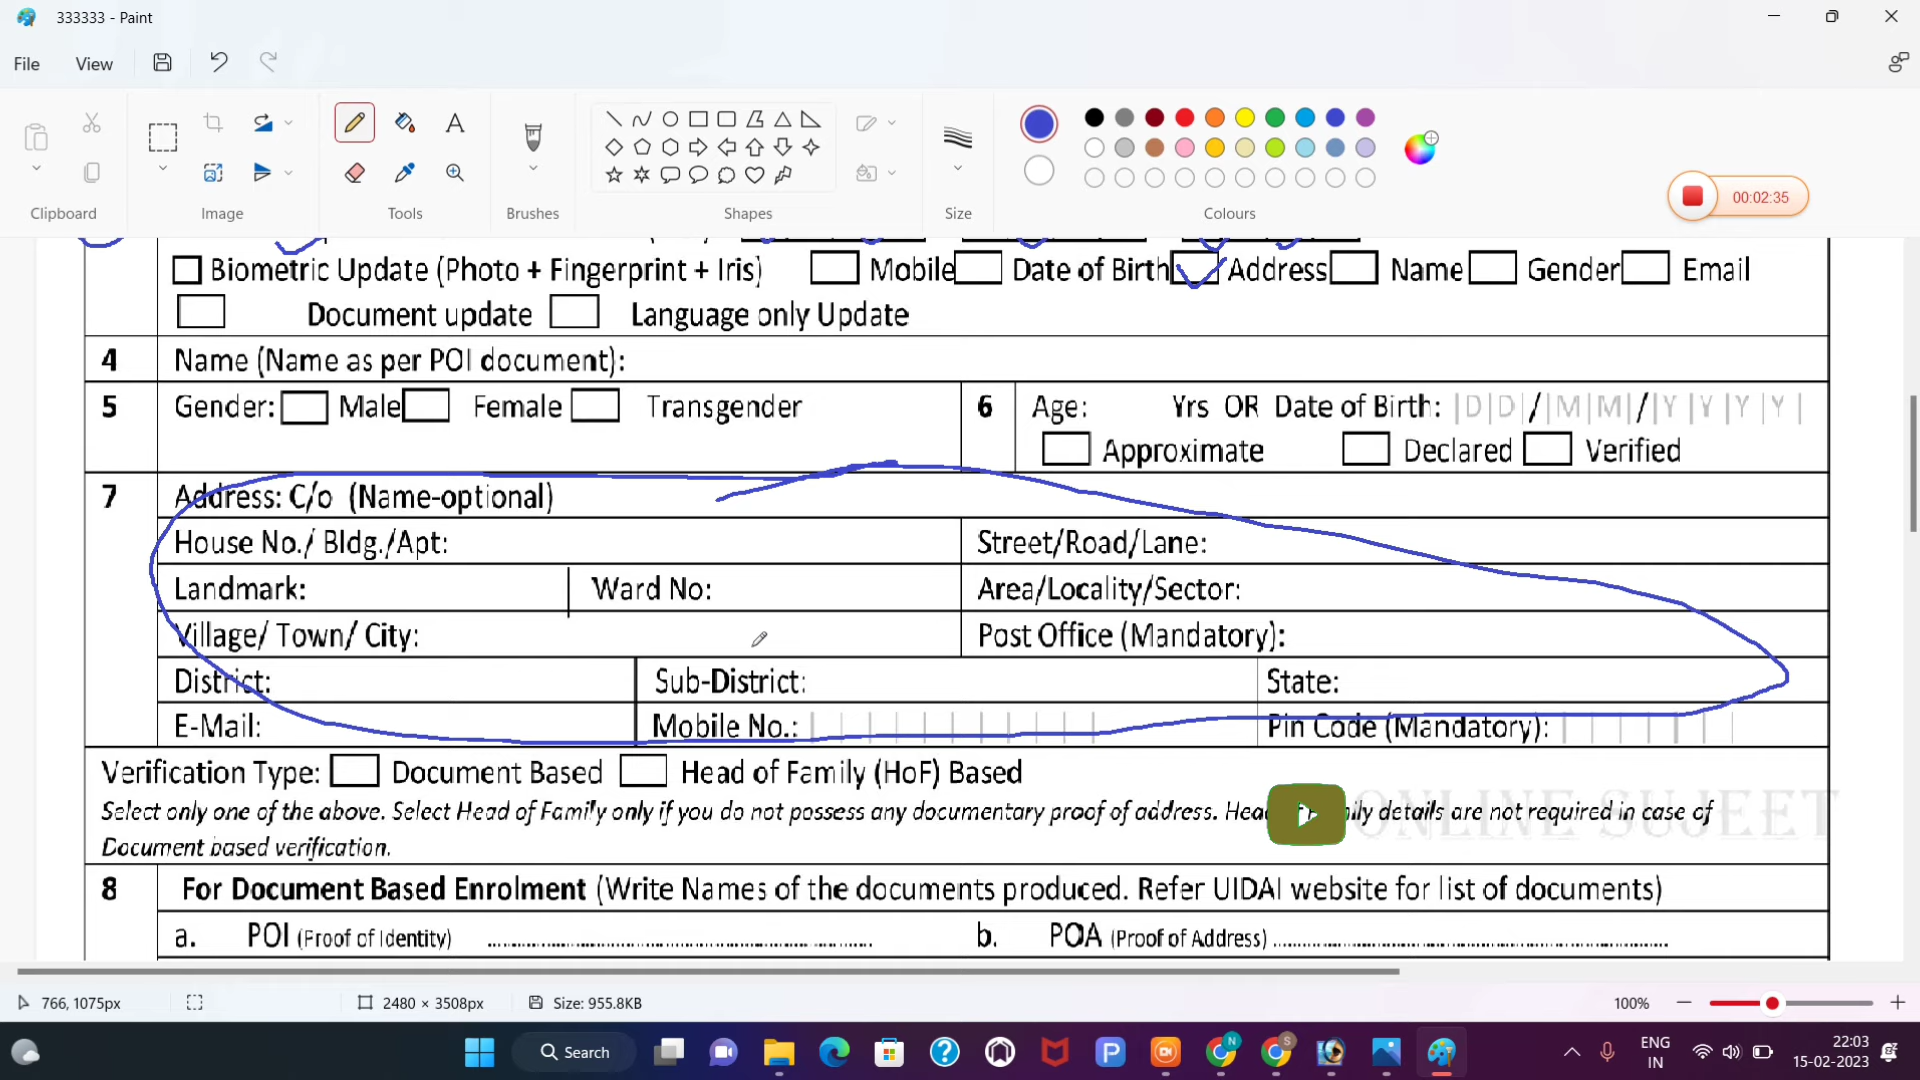 333333 - Paint
File View
Clipboard Image Tools Brushes Shapes Size Colours
00:02:35
Biometric Update (Photo + Fingerprint + Iris) Mobile Date of Birth Address Name Gender Email
Document update Language only Update
4 Name (Name as per POI document):
5 Gender: Male Female Transgender
6 Age: Yrs OR Date of Birth: |D|D|/|M|M|/|Y|Y|Y|Y|
Approximate Declared Verified
7 Address: C/o (Name-optional)
House No./ Bldg./Apt: Street/Road/Lane:
Landmark: Ward No: Area/Locality/Sector:
Village/ Town/ City: Post Office (Mandatory):
District: Sub-District: State:
E-Mail: Mobile No.: Pin Code (Mandatory):
Verification Type: Document Based Head of Family (HoF) Based
Select only one of the above. Select Head of Family only if you do not possess any documentary proof of address. Head of Family details are not required in case of
Document based verification.
ONLINE SUJEET
8 For Document Based Enrolment (Write Names of the documents produced. Refer UIDAI website for list of documents)
a. POI (Proof of Identity) b. POA (Proof of Address)
766, 1075px 2480 × 3508px Size: 955.8KB 100%
Search
ENG
IN
22:03
15-02-2023